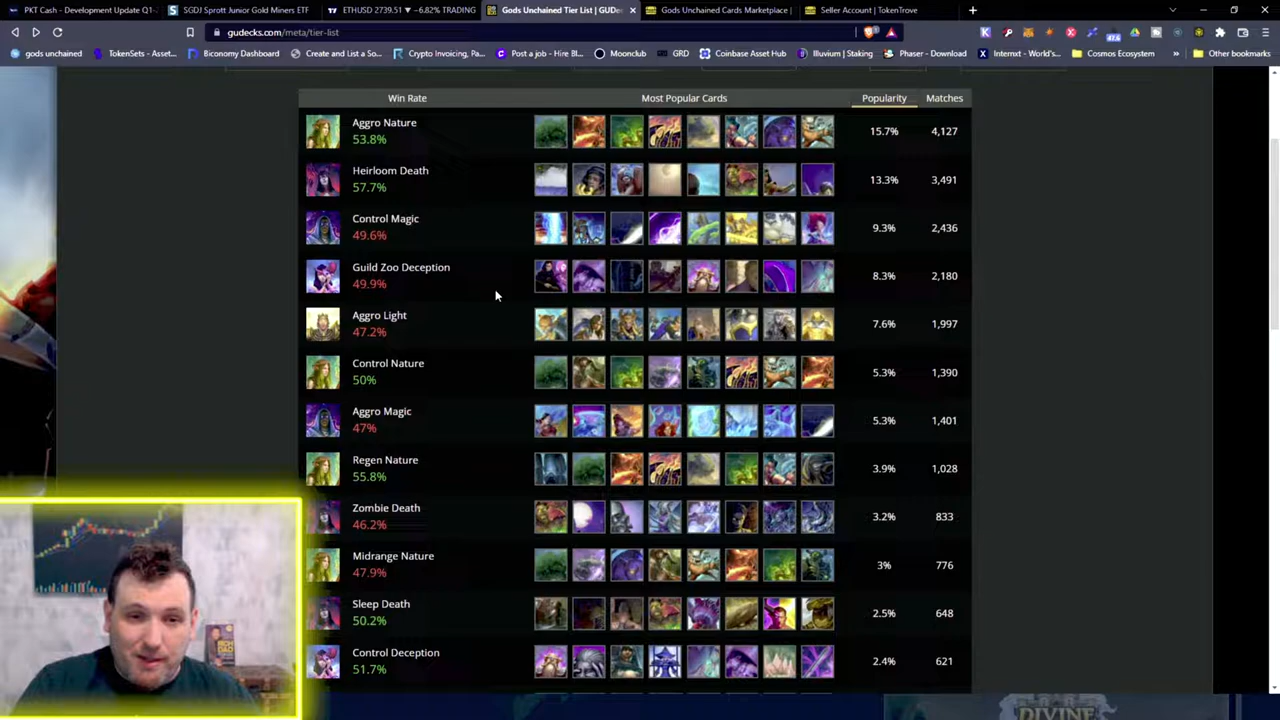 PKT Cash - Development Update Q1-
SGDJ Sprott Junior Gold Miners ETF
ETHUSD 2739.51 ▼ −6.82% TRADING
Gods Unchained Tier List | GUDec
Gods Unchained Cards Marketplace |
Seller Account | TokenTrove
gudecks.com/meta/tier-list
gods unchained
TokenSets - Asset...
Biconomy Dashboard
Create and List a So...
Crypto Invoicing, Pa...
Post a job - Hire Bl...
Moonclub
GRD
Coinbase Asset Hub
Illuvium | Staking
Phaser - Download
Internxt - World's...
Cosmos Ecosystem
Other bookmarks
Win Rate Most Popular Cards Popularity Matches
Aggro Nature
53.8% 15.7% 4,127
Heirloom Death
57.7% 13.3% 3,491
Control Magic
49.6% 9.3% 2,436
Guild Zoo Deception
49.9% 8.3% 2,180
Aggro Light
47.2% 7.6% 1,997
Control Nature
50% 5.3% 1,390
Aggro Magic
47% 5.3% 1,401
Regen Nature
55.8% 3.9% 1,028
Zombie Death
46.2% 3.2% 833
Midrange Nature
47.9% 3% 776
Sleep Death
50.2% 2.5% 648
Control Deception
51.7% 2.4% 621
RICH
DAD
DIVINE